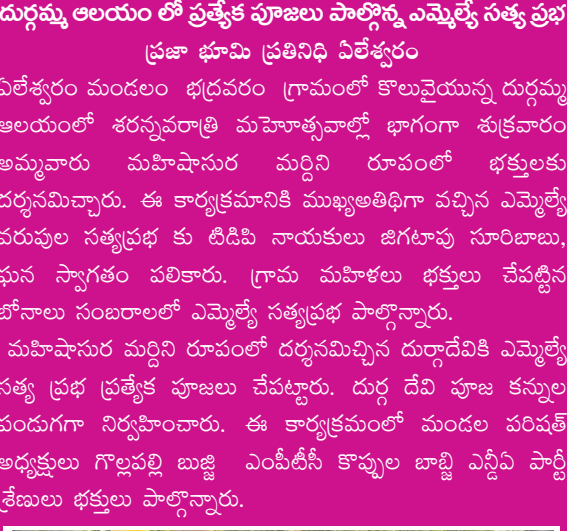 దుర్గమ్మ ఆలయం లో ప్రత్యేక పూజలు పాల్గొన్న ఎమ్మెల్యే సత్య ప్రభ
ప్రజా భూమి ప్రతినిధి ఏలేశ్వరం
ఏలేశ్వరం మండలం భద్రవరం గ్రామంలో కొలువైయున్న దుర్గమ్మ
ఆలయంలో శరన్నవరాత్రి మహెూత్సవాల్లో భాగంగా శుక్రవారం
అమ్మవారు మహిషాసుర మర్దిని రూపంలో భక్తులకు
దర్శనమిచ్చారు. ఈ కార్యక్రమానికి ముఖ్యఅతిథిగా వచ్చిన ఎమ్మెల్యే
వరుపుల సత్యప్రభ కు టిడిపి నాయకులు జిగటాపు సూరిబాబు,
ఘన స్వాగతం పలికారు. గ్రామ మహిళలు భక్తులు చేపట్టిన
బోనాలు సంబరాలలో ఎమ్మెల్యే సత్యప్రభ పాల్గొన్నారు.
మహిషాసుర మర్దిని రూపంలో దర్శనమిచ్చిన దుర్గాదేవికి ఎమ్మెల్యే
సత్య ప్రభ ప్రత్యేక పూజలు చేపట్టారు. దుర్గ దేవి పూజ కన్నుల
పండుగగా నిర్వహించారు. ఈ కార్యక్రమంలో మండల పరిషత్
అధ్యక్షులు గొల్లపల్లి బుజ్జి ఎంపీటీసీ కొప్పుల బాబ్జి ఎన్డీఏ పార్టీ
శ్రేణులు భక్తులు పాల్గొన్నారు.